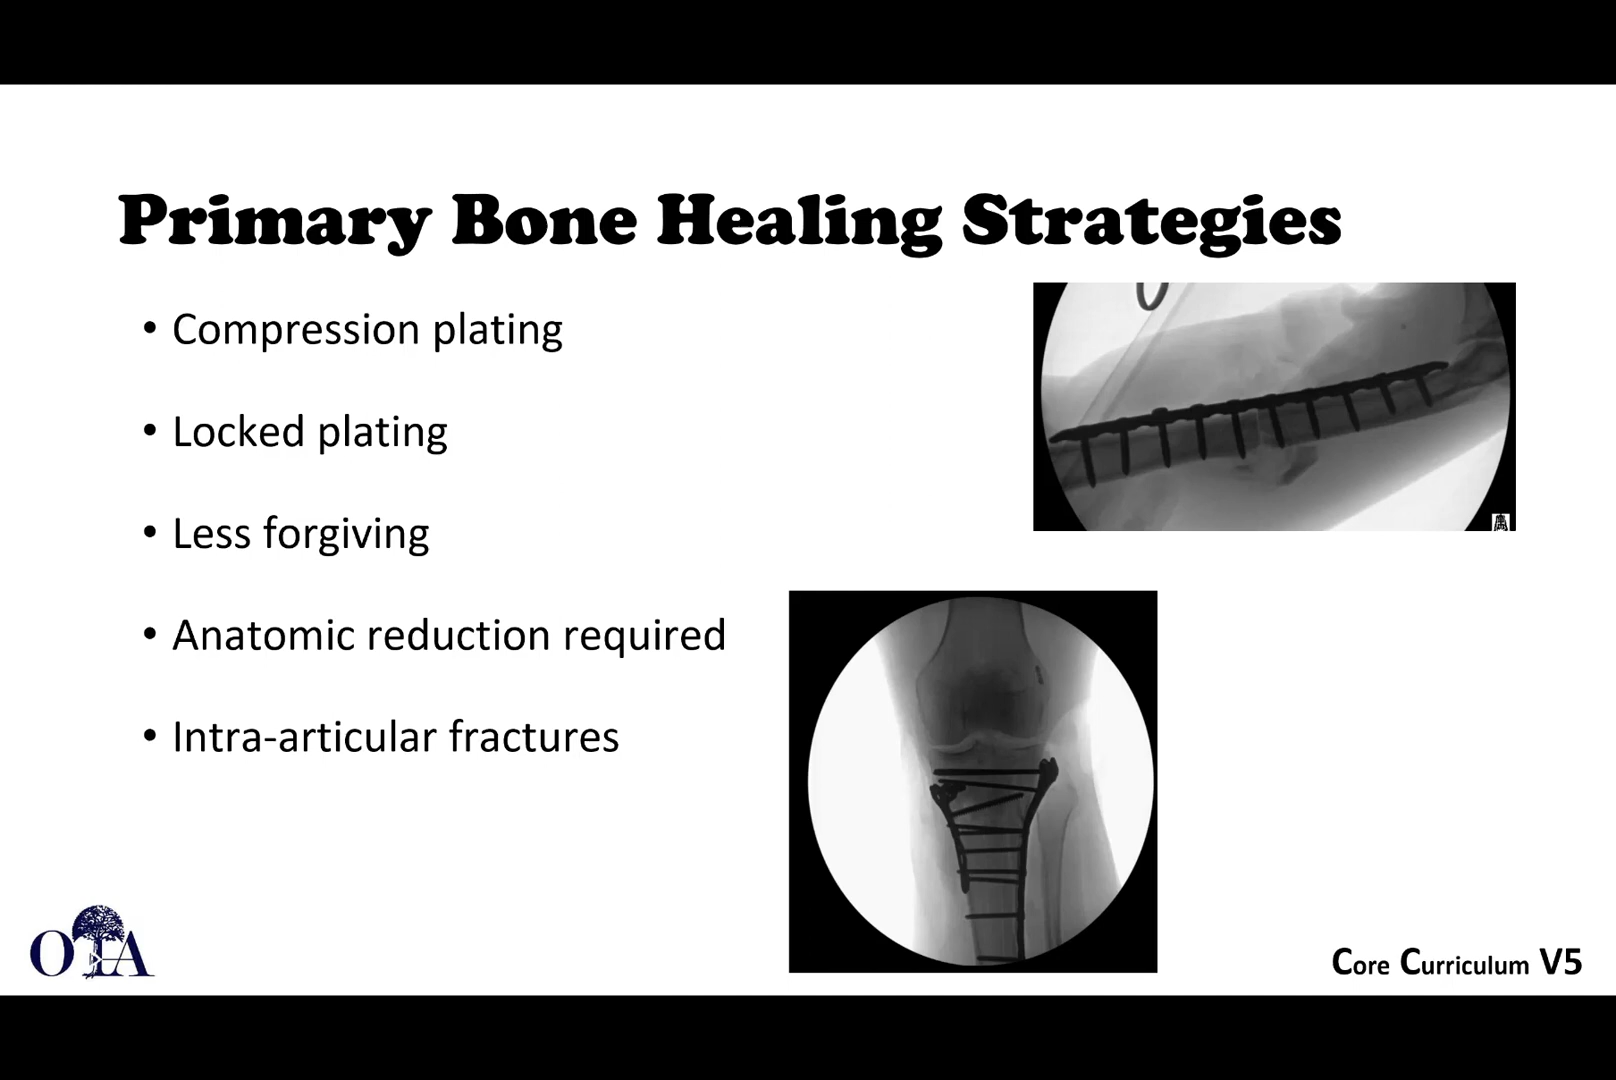 Primary Bone Healing Strategies
• Compression plating
• Locked plating
• Less forgiving
• Anatomic reduction required
• Intra-articular fractures
OTA
Core Curriculum V5